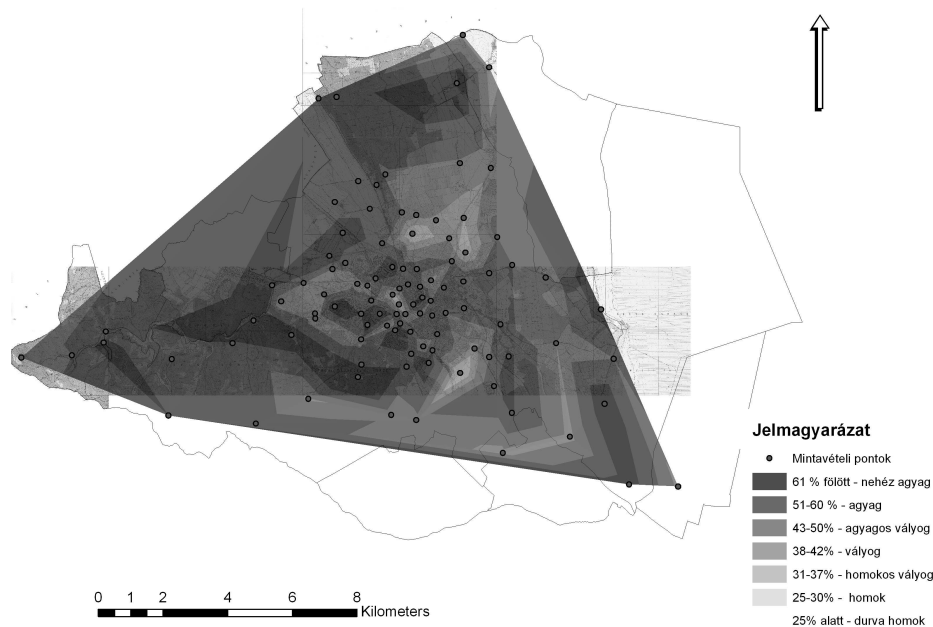 Jelmagyarázat
Mintavételi pontok
61 % fölött - nehéz agyag
51-60 % - agyag
43-50% - agyagos vályog
38-42% - vályog
31-37% - homokos vályog
25-30% - homok
25% alatt - durva homok
0 1 2 4 6 8
Kilometers